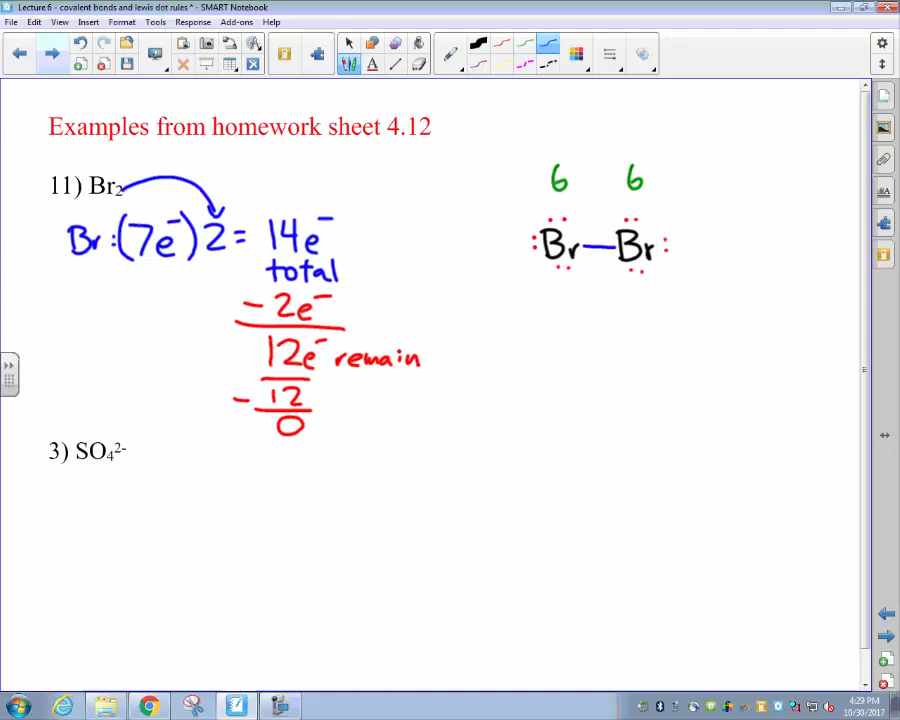 Lecture 6 - covalent bonds and lewis dot rules * - SMART Notebook
File Edit View Insert Format Tools Response Add-ons Help
Examples from homework sheet 4.12
11) Br₂
6 6
Br:(7e⁻)2= 14e⁻
Br—Br
total
- 2e⁻
12e⁻ remain
- 12
0
3) SO₄²⁻
4:29 PM
10/30/2017